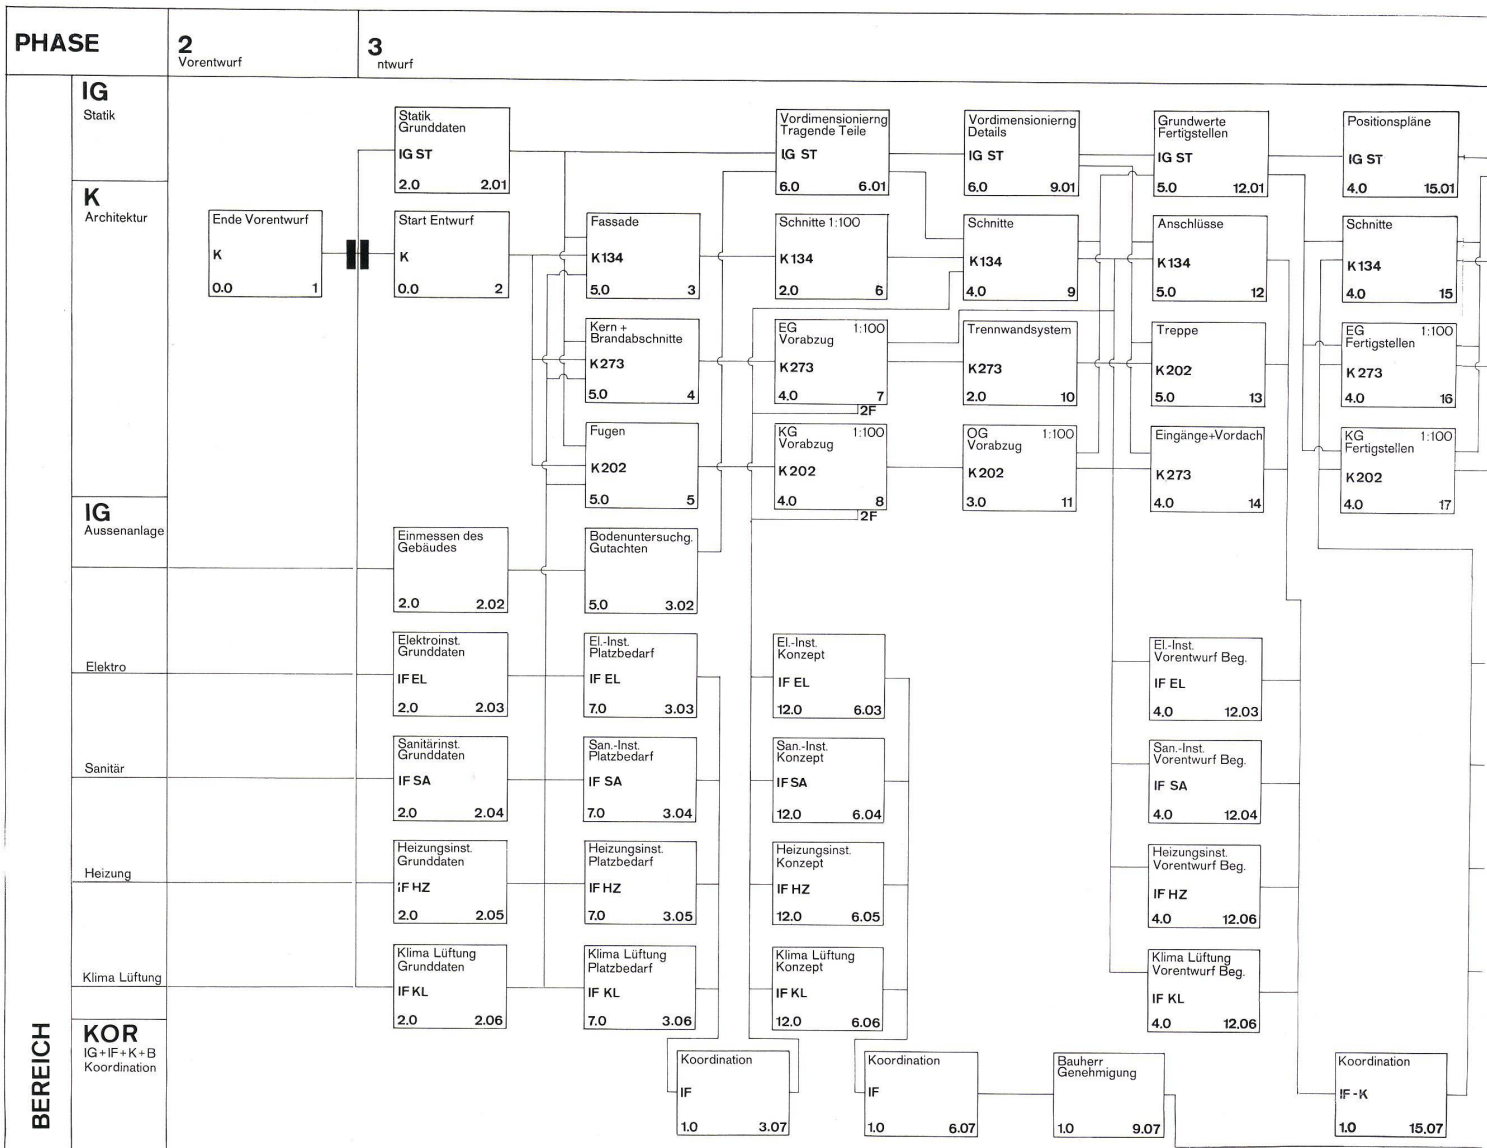 PHASE
2
Vorentwurf
3
ntwurf
IG
Statik
Statik
Grunddaten
IG ST
2.0 2.01
Vordimensionierng
Tragende Teile
IG ST
6.0 6.01
Vordimensionierng
Details
IG ST
6.0 9.01
Grundwerte
Fertigstellen
IG ST
5.0 12.01
Positionspläne
IG ST
4.0 15.01
K
Architektur
Ende Vorentwurf
K
0.0 1
Start Entwurf
K
0.0 2
Fassade
K134
5.0 3
Schnitte 1:100
K134
2.0 6
Schnitte
K134
4.0 9
Anschlüsse
K134
5.0 12
Schnitte
K134
4.0 15
Kern +
Brandabschnitte
K273
5.0 4
EG 1:100
Vorabzug
K273
4.0 7
2F
Trennwandsystem
K273
2.0 10
Treppe
K202
5.0 13
EG 1:100
Fertigstellen
K273
4.0 16
Fugen
K202
5.0 5
KG 1:100
Vorabzug
K202
4.0 8
2F
OG 1:100
Vorabzug
K202
3.0 11
Eingänge+Vordach
K273
4.0 14
KG 1:100
Fertigstellen
K202
4.0 17
IG
Aussenanlage
Einmessen des
Gebäudes
2.0 2.02
Bodenuntersuchg.
Gutachten
5.0 3.02
Elektro
Elektroinst.
Grunddaten
IF EL
2.0 2.03
El.-Inst.
Platzbedarf
IF EL
7.0 3.03
El.-Inst.
Konzept
IF EL
12.0 6.03
El.-Inst.
Vorentwurf Beg.
IF EL
4.0 12.03
Sanitär
Sanitärinst.
Grunddaten
IF SA
2.0 2.04
San.-Inst.
Platzbedarf
IF SA
7.0 3.04
San.-Inst.
Konzept
IF SA
12.0 6.04
San.-Inst.
Vorentwurf Beg.
IF SA
4.0 12.04
Heizung
Heizungsinst.
Grunddaten
IF HZ
2.0 2.05
Heizungsinst.
Platzbedarf
IF HZ
7.0 3.05
Heizungsinst.
Konzept
IF HZ
12.0 6.05
Heizungsinst.
Vorentwurf Beg.
IF HZ
4.0 12.06
Klima Lüftung
Klima Lüftung
Grunddaten
IF KL
2.0 2.06
Klima Lüftung
Platzbedarf
IF KL
7.0 3.06
Klima Lüftung
Konzept
IF KL
12.0 6.06
Klima Lüftung
Vorentwurf Beg.
IF KL
4.0 12.06
BEREICH
KOR
IG+IF+K+B
Koordination
Koordination
IF
1.0 3.07
Koordination
IF
1.0 6.07
Bauherr
Genehmigung
1.0 9.07
Koordination
IF-K
1.0 15.07